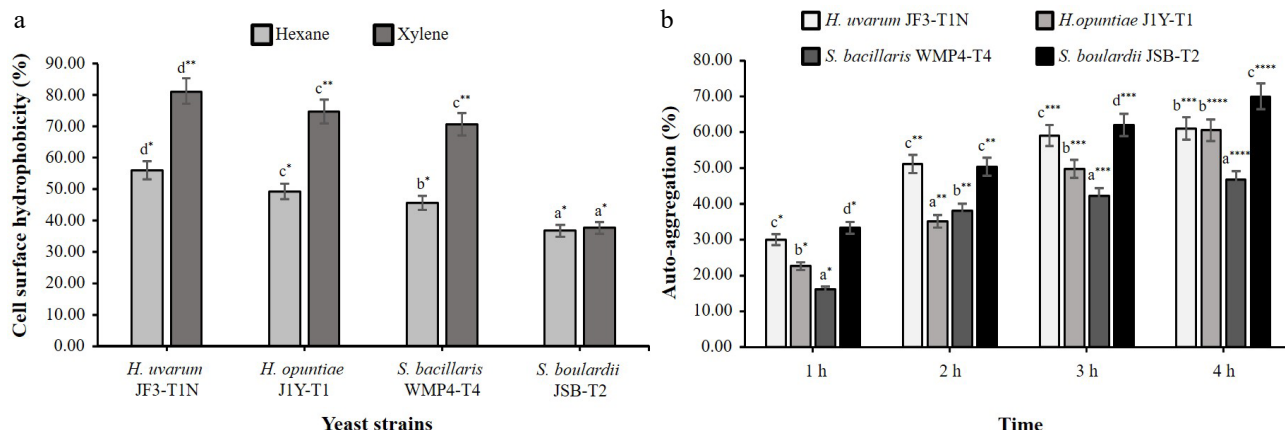 a
Hexane
Xylene
Cell surface hydrophobicity (%)
90.00
80.00
70.00
60.00
50.00
40.00
30.00
20.00
10.00
0.00
d*
d**
c*
c**
b*
c**
a*
a*
H. uvarum
JF3-T1N
H. opuntiae
J1Y-T1
S. bacillaris
WMP4-T4
S. boulardii
JSB-T2
Yeast strains
b
H. uvarum JF3-T1N
H.opuntiae J1Y-T1
S. bacillaris WMP4-T4
S. boulardii JSB-T2
Auto-aggregation (%)
80.00
70.00
60.00
50.00
40.00
30.00
20.00
10.00
0.00
c*
b*
a*
d*
c**
a**
b**
c**
c***
b***
a***
d***
b***
b****
a****
c****
1 h
2 h
3 h
4 h
Time